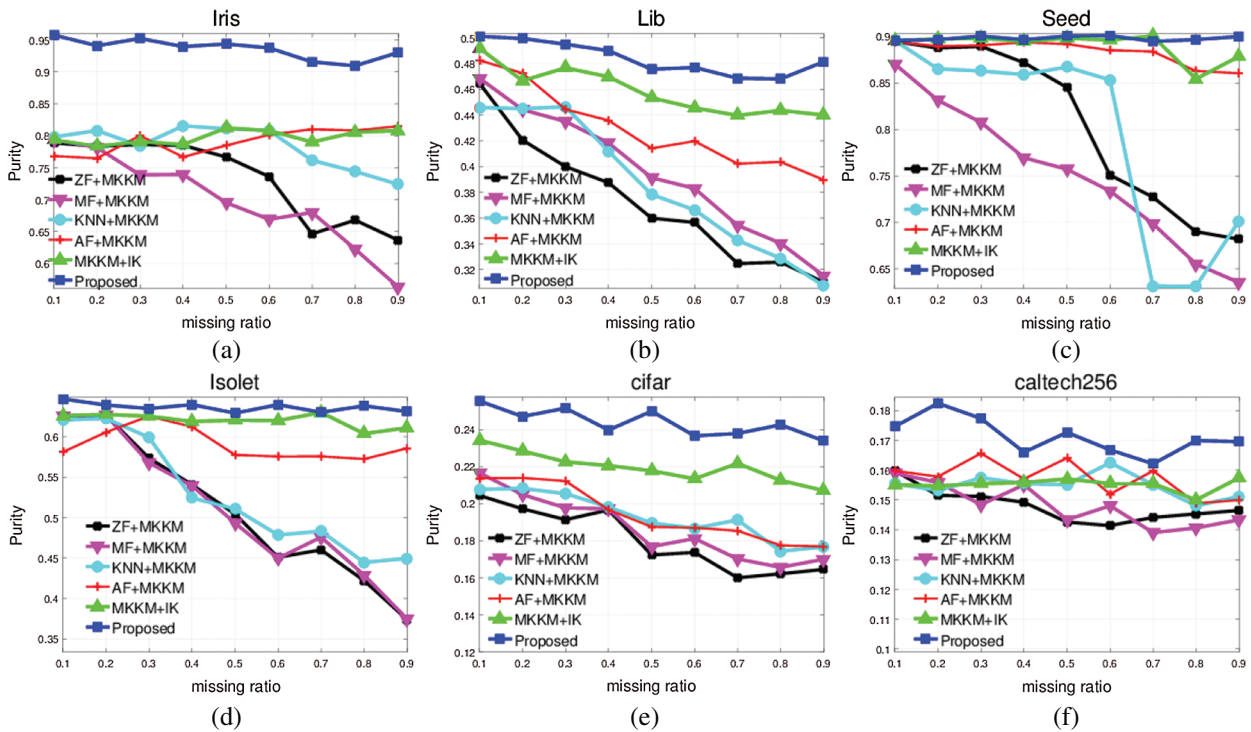 Iris
0.95
0.9
0.85
0.8
0.75
0.7
0.65
0.6
Purity
ZF+MKKM
MF+MKKM
KNN+MKKM
AF+MKKM
MKKM+IK
Proposed
0.1 0.2 0.3 0.4 0.5 0.6 0.7 0.8 0.9
missing ratio
(a)
Lib
0.5
0.48
0.46
0.44
0.42
0.4
0.38
0.36
0.34
0.32
Purity
ZF+MKKM
MF+MKKM
KNN+MKKM
AF+MKKM
MKKM+IK
Proposed
0.1 0.2 0.3 0.4 0.5 0.6 0.7 0.8 0.9
missing ratio
(b)
Seed
0.9
0.85
0.8
0.75
0.7
0.65
Purity
ZF+MKKM
MF+MKKM
KNN+MKKM
AF+MKKM
MKKM+IK
Proposed
0.1 0.2 0.3 0.4 0.5 0.6 0.7 0.8 0.9
missing ratio
(c)
Isolet
0.6
0.55
0.5
0.45
0.4
0.35
Purity
ZF+MKKM
MF+MKKM
KNN+MKKM
AF+MKKM
MKKM+IK
Proposed
0.1 0.2 0.3 0.4 0.5 0.6 0.7 0.8 0.9
missing ratio
(d)
cifar
0.24
0.22
0.2
0.18
0.16
0.14
0.12
Purity
ZF+MKKM
MF+MKKM
KNN+MKKM
AF+MKKM
MKKM+IK
Proposed
0.1 0.2 0.3 0.4 0.5 0.6 0.7 0.8 0.9
missing ratio
(e)
caltech256
0.18
0.17
0.16
0.15
0.14
0.13
0.12
0.11
0.1
Purity
ZF+MKKM
MF+MKKM
KNN+MKKM
AF+MKKM
MKKM+IK
Proposed
0.1 0.2 0.3 0.4 0.5 0.6 0.7 0.8 0.9
missing ratio
(f)